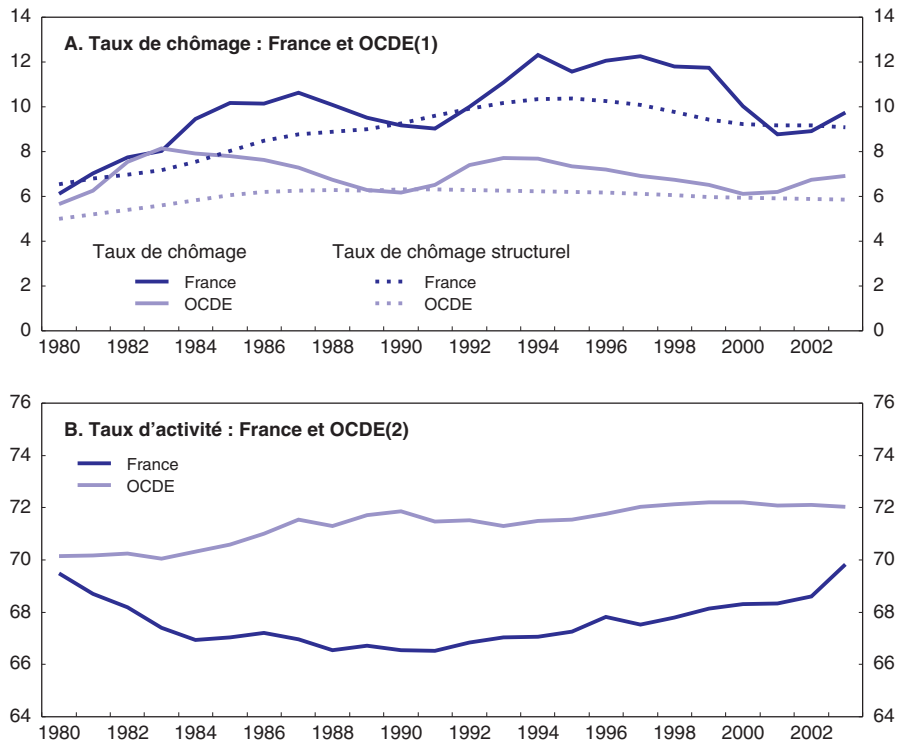 14 14
A. Taux de chômage : France et OCDE(1)
12 12
10 10
8 8
6 6
4 4
Taux de chômage Taux de chômage structurel
France France
2 2
OCDE OCDE
0 0
1980 1982 1984 1986 1988 1990 1992 1994 1996 1998 2000 2002
76 76
B. Taux d'activité : France et OCDE(2)
74 74
France
OCDE
72 72
70 70
68 68
66 66
64 64
1980 1982 1984 1986 1988 1990 1992 1994 1996 1998 2000 2002